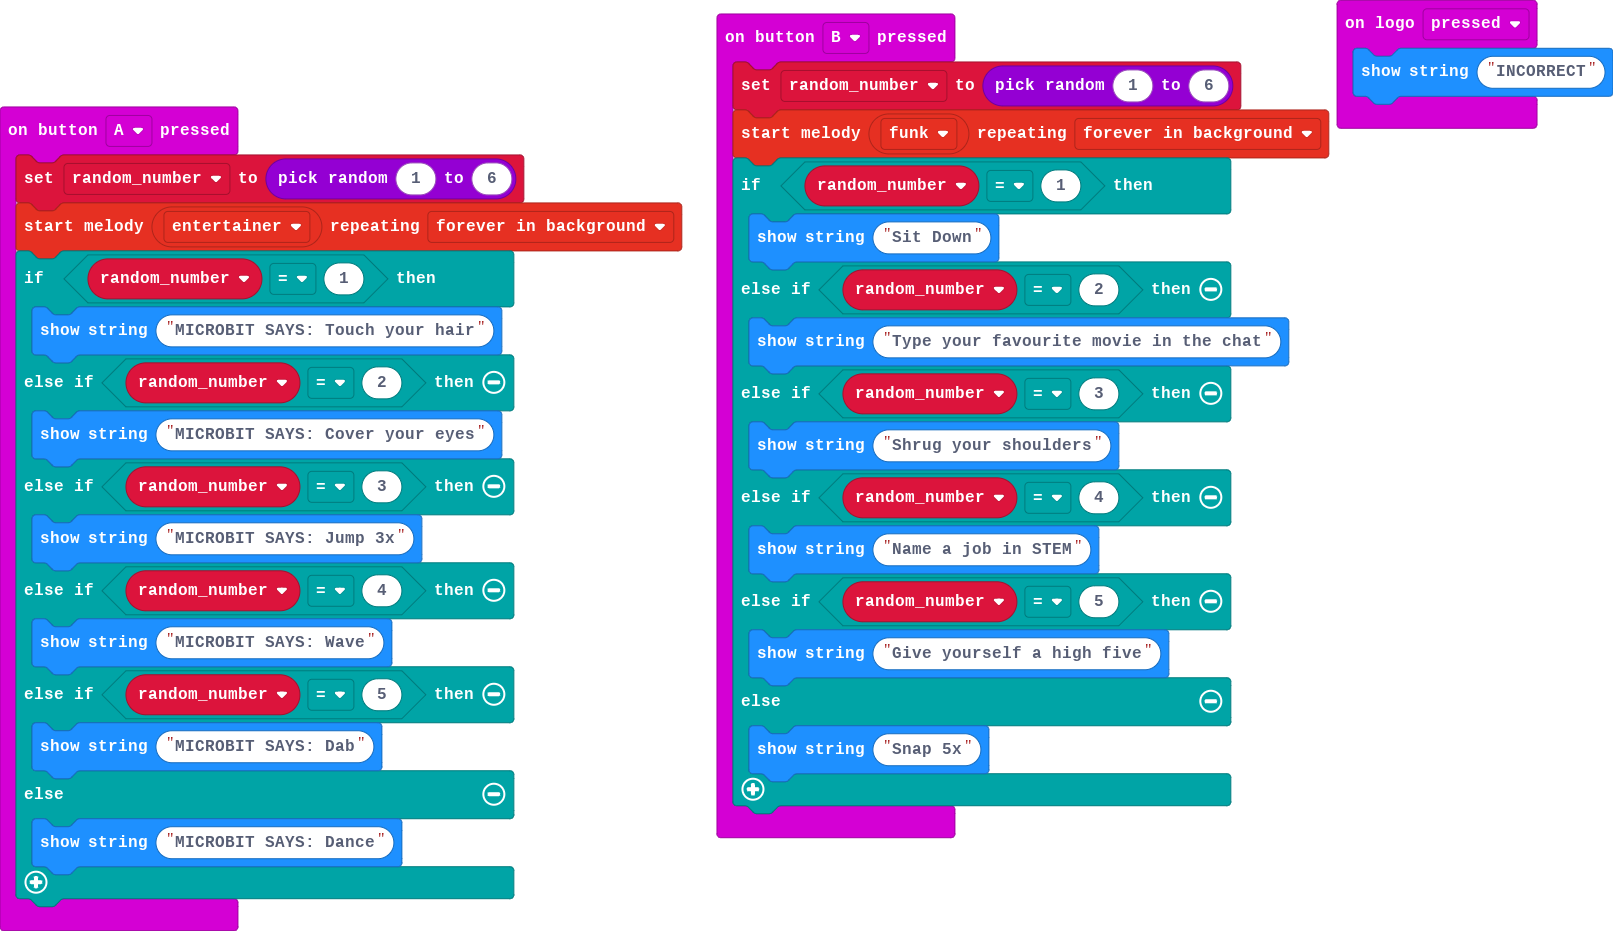 on button A pressed
set random_number to pick random 1 to 6
start melody entertainer repeating forever in background
if random_number = 1 then
show string "MICROBIT SAYS: Touch your hair"
else if random_number = 2 then
show string "MICROBIT SAYS: Cover your eyes"
else if random_number = 3 then
show string "MICROBIT SAYS: Jump 3x"
else if random_number = 4 then
show string "MICROBIT SAYS: Wave"
else if random_number = 5 then
show string "MICROBIT SAYS: Dab"
else
show string "MICROBIT SAYS: Dance"
on button B pressed
set random_number to pick random 1 to 6
start melody funk repeating forever in background
if random_number = 1 then
show string "Sit Down"
else if random_number = 2 then
show string "Type your favourite movie in the chat"
else if random_number = 3 then
show string "Shrug your shoulders"
else if random_number = 4 then
show string "Name a job in STEM"
else if random_number = 5 then
show string "Give yourself a high five"
else
show string "Snap 5x"
on logo pressed
show string "INCORRECT"